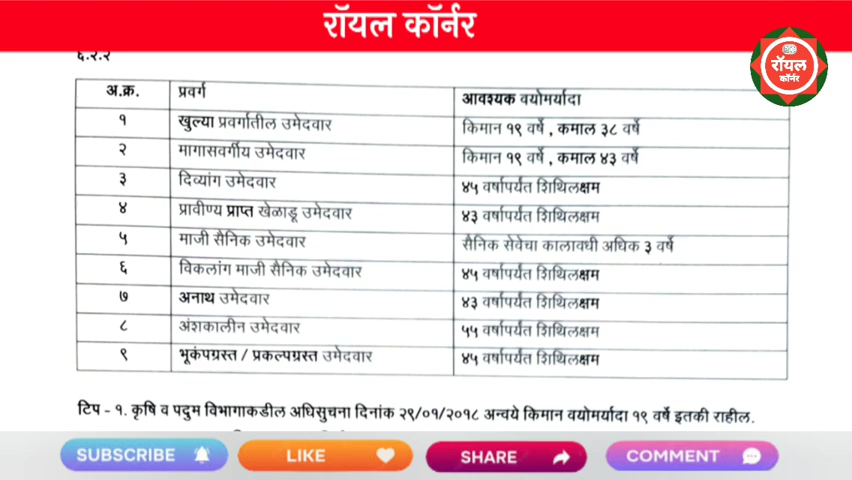 रॉयल कॉर्नर
रॉयल
कॉर्नर
६.२.२
अ.क्र. प्रवर्ग आवश्यक वयोमर्यादा
१ खुल्या प्रवर्गातील उमेदवार किमान १९ वर्षे , कमाल ३८ वर्षे
२ मागासवर्गीय उमेदवार किमान १९ वर्षे , कमाल ४३ वर्षे
३ दिव्यांग उमेदवार ४५ वर्षापर्यंत शिथिलक्षम
४ प्राविण्य प्राप्त खेळाडू उमेदवार ४३ वर्षापर्यंत शिथिलक्षम
५ माजी सैनिक उमेदवार सैनिक सेवेचा कालावधी अधिक ३ वर्षे
६ विकलांग माजी सैनिक उमेदवार ४५ वर्षापर्यंत शिथिलक्षम
७ अनाथ उमेदवार ४३ वर्षापर्यंत शिथिलक्षम
८ अंशकालीन उमेदवार ५५ वर्षापर्यंत शिथिलक्षम
९ भूकंपग्रस्त / प्रकल्पग्रस्त उमेदवार ४५ वर्षापर्यंत शिथिलक्षम
टिप - १. कृषि व पदुम विभागाकडील अधिसुचना दिनांक २९/०१/२०१८ अन्वये किमान वयोमर्यादा १९ वर्षे इतकी राहील.
SUBSCRIBE LIKE SHARE COMMENT